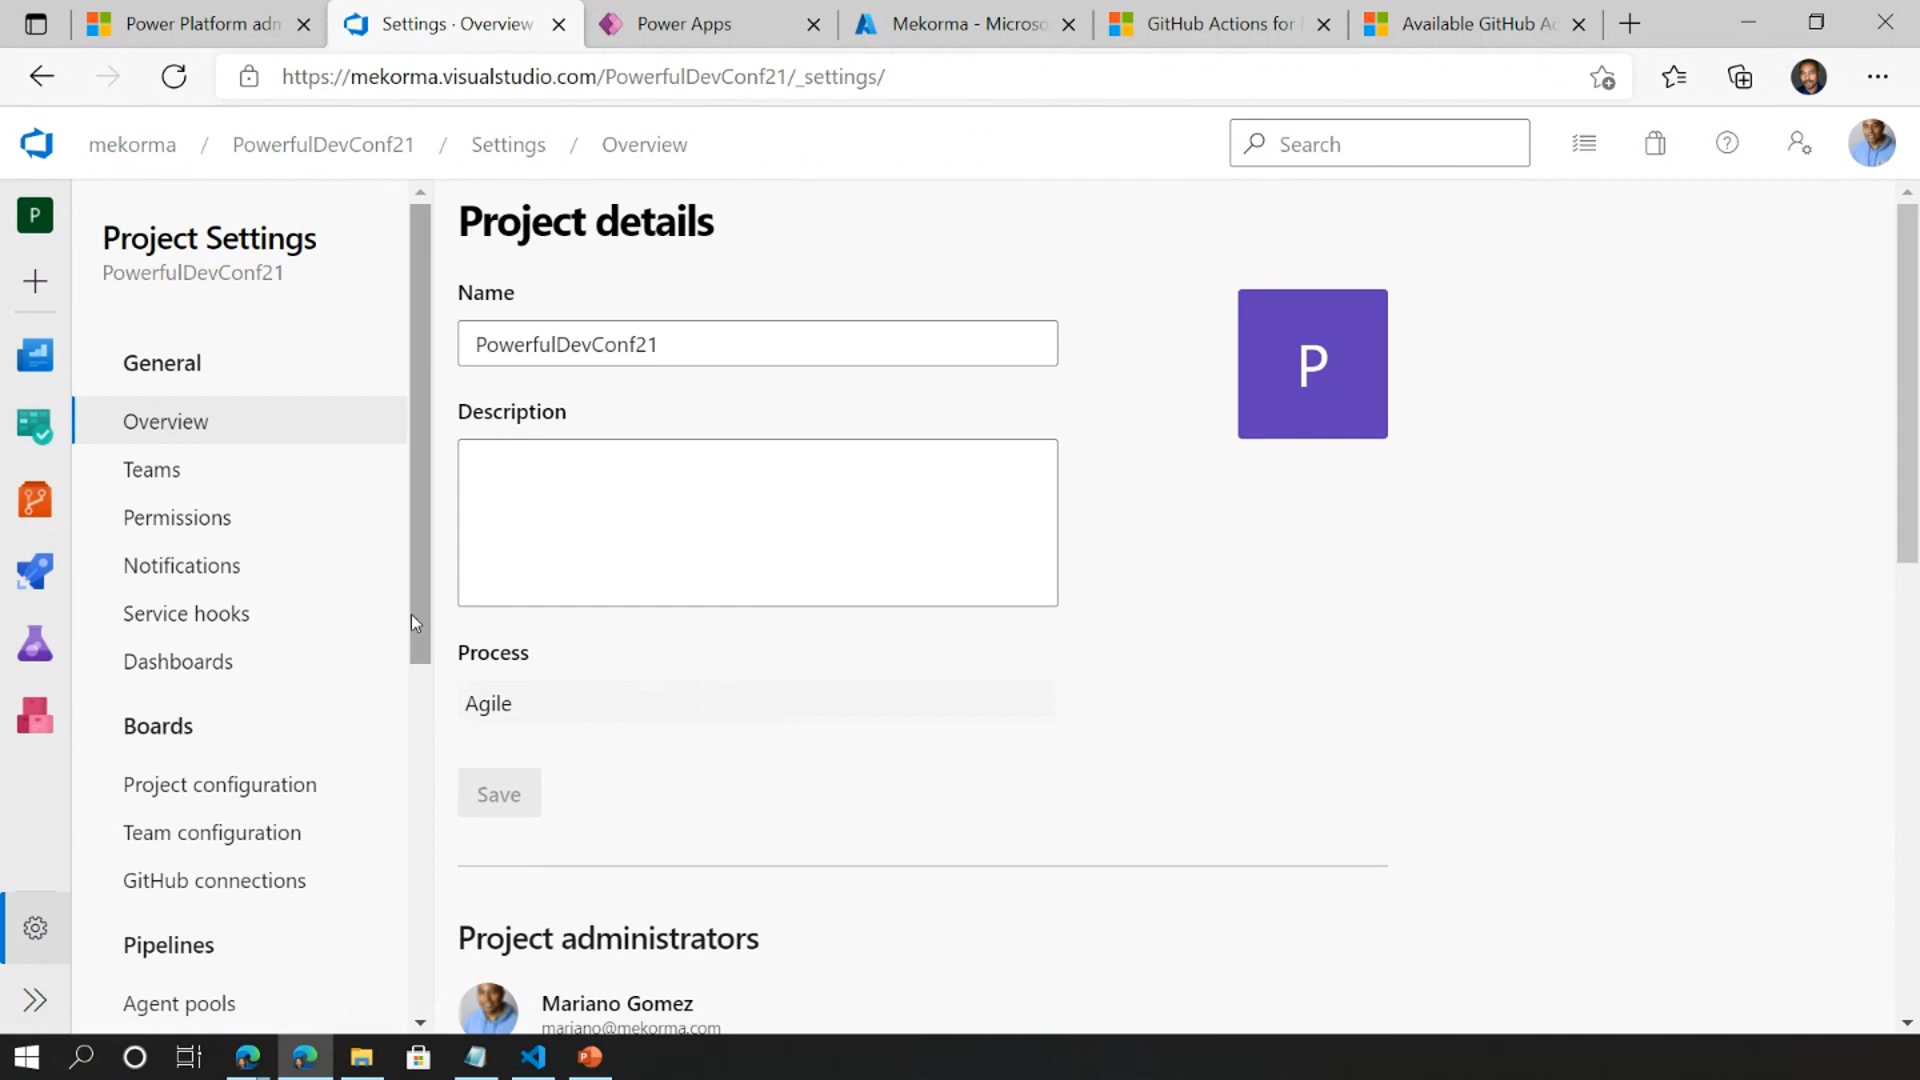 Power Platform adn
Settings · Overview
Power Apps
Mekorma - Microso
GitHub Actions for
Available GitHub Ac
https://mekorma.visualstudio.com/PowerfulDevConf21/_settings/
mekorma / PowerfulDevConf21 / Settings / Overview
Search
P
Project Settings
PowerfulDevConf21
General
Overview
Teams
Permissions
Notifications
Service hooks
Dashboards
Boards
Project configuration
Team configuration
GitHub connections
Pipelines
Agent pools
Project details
Name
PowerfulDevConf21
P
Description
Process
Agile
Save
Project administrators
Mariano Gomez
mariano@mekorma.com